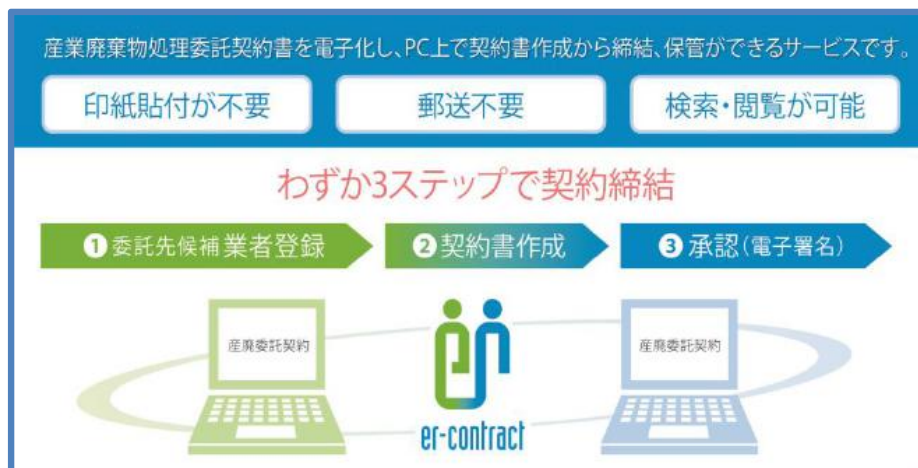 産業廃棄物処理委託契約書を電子化し、PC上で契約書作成から締結、保管ができるサービスです。
印紙貼付が不要
郵送不要
検索・閲覧が可能
わずか3ステップで契約締結
❶委託先候補業者登録
❷契約書作成
❸承認(電子署名)
産廃委託契約
産廃委託契約
er-contract